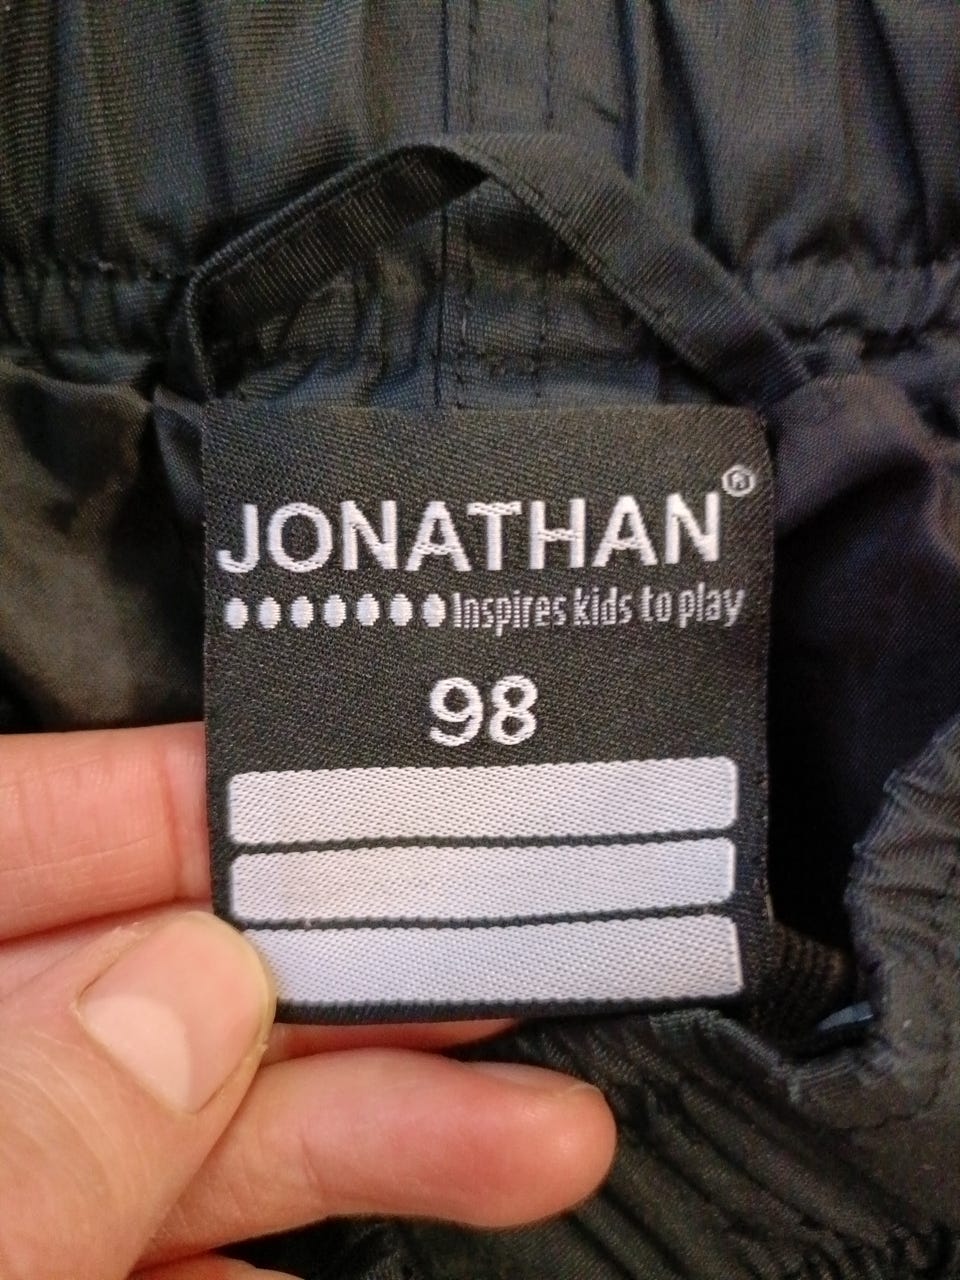 JONATHAN®
Inspires kids to play
98